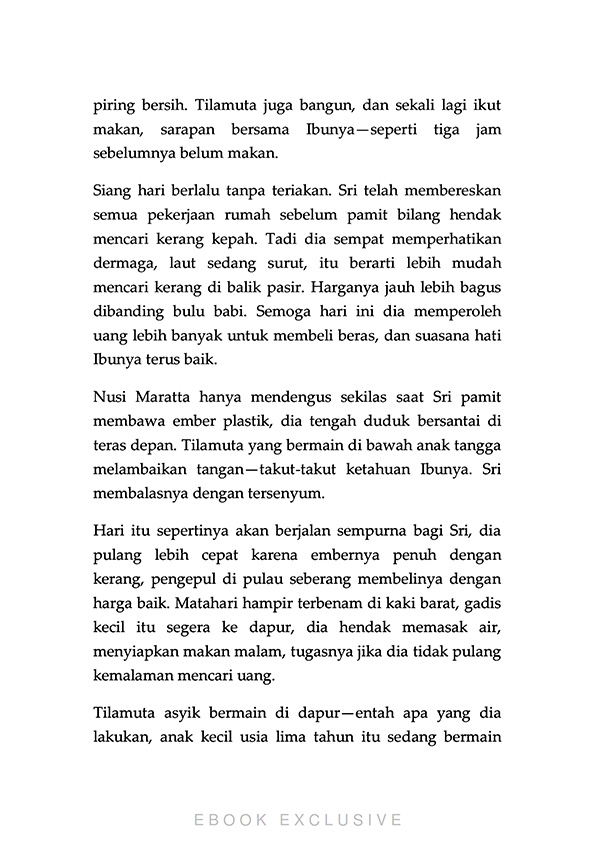 piring bersih. Tilamuta juga bangun, dan sekali lagi ikut
makan, sarapan bersama Ibunya—seperti tiga jam
sebelumnya belum makan.
Siang hari berlalu tanpa teriakan. Sri telah membereskan
semua pekerjaan rumah sebelum pamit bilang hendak
mencari kerang kepah. Tadi dia sempat memperhatikan
dermaga, laut sedang surut, itu berarti lebih mudah
mencari kerang di balik pasir. Harganya jauh lebih bagus
dibanding bulu babi. Semoga hari ini dia memperoleh
uang lebih banyak untuk membeli beras, dan suasana hati
Ibunya terus baik.
Nusi Maratta hanya mendengus sekilas saat Sri pamit
membawa ember plastik, dia tengah duduk bersantai di
teras depan. Tilamuta yang bermain di bawah anak tangga
melambaikan tangan—takut-takut ketahuan Ibunya. Sri
membalasnya dengan tersenyum.
Hari itu sepertinya akan berjalan sempurna bagi Sri, dia
pulang lebih cepat karena embernya penuh dengan
kerang, pengepul di pulau seberang membelinya dengan
harga baik. Matahari hampir terbenam di kaki barat, gadis
kecil itu segera ke dapur, dia hendak memasak air,
menyiapkan makan malam, tugasnya jika dia tidak pulang
kemalaman mencari uang.
Tilamuta asyik bermain di dapur—entah apa yang dia
lakukan, anak kecil usia lima tahun itu sedang bermain
EBOOK EXCLUSIVE